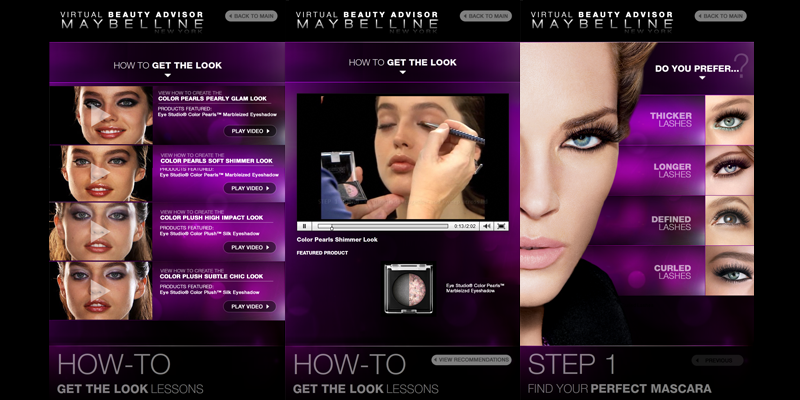 VIRTUAL BEAUTY ADVISOR
MAYBELLINE
NEW YORK
BACK TO MAIN
HOW TO GET THE LOOK
VIEW HOW TO CREATE THE
COLOR PEARLS PEARLY GLAM LOOK
PRODUCTS FEATURED:
Eye Studio® Color Pearls™ Marbleized Eyeshadow
PLAY VIDEO
VIEW HOW TO CREATE THE
COLOR PEARLS SOFT SHIMMER LOOK
PRODUCTS FEATURED:
Eye Studio® Color Pearls™ Marbleized Eyeshadow
PLAY VIDEO
VIEW HOW TO CREATE THE
COLOR PLUSH HIGH IMPACT LOOK
PRODUCTS FEATURED:
Eye Studio® Color Plush™ Silk Eyeshadow
PLAY VIDEO
VIEW HOW TO CREATE THE
COLOR PLUSH SUBTLE CHIC LOOK
PRODUCTS FEATURED:
Eye Studio® Color Plush™ Silk Eyeshadow
PLAY VIDEO
HOW-TO
GET THE LOOK LESSONS
VIRTUAL BEAUTY ADVISOR
MAYBELLINE
NEW YORK
BACK TO MAIN
HOW TO GET THE LOOK
0:13/2:02
Color Pearls Shimmer Look
FEATURED PRODUCT
Eye Studio® Color Pearls™
Marbleized Eyeshadow
HOW-TO
VIEW RECOMMENDATIONS
GET THE LOOK LESSONS
VIRTUAL BEAUTY ADVISOR
MAYBELLINE
NEW YORK
BACK TO MAIN
DO YOU PREFER...?
THICKER
LASHES
LONGER
LASHES
DEFINED
LASHES
CURLED
LASHES
STEP 1
PREVIOUS
FIND YOUR PERFECT MASCARA